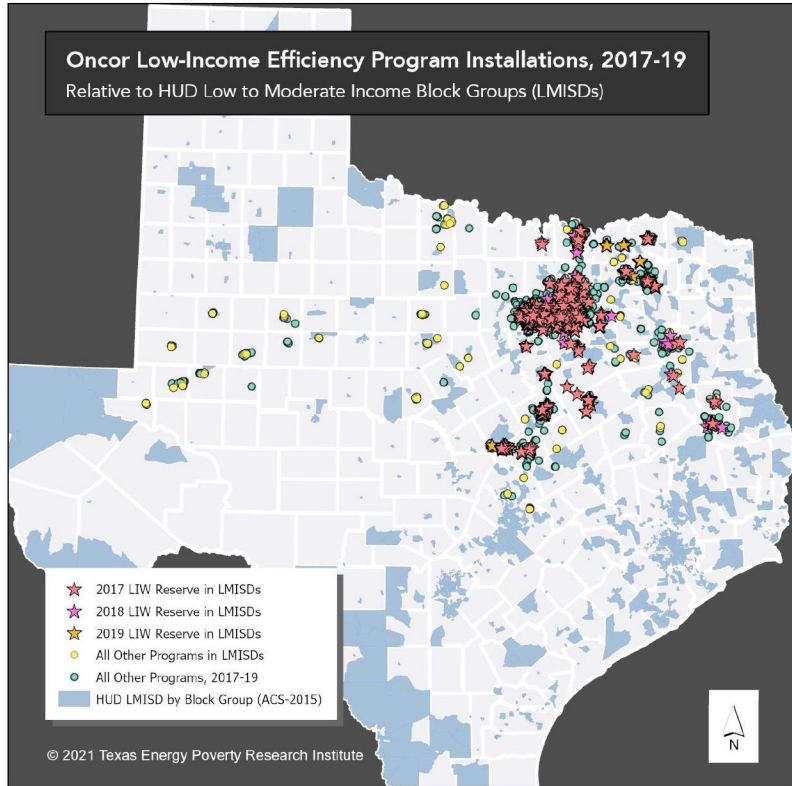 Oncor Low-Income Efficiency Program Installations, 2017-19
Relative to HUD Low to Moderate Income Block Groups (LMISDs)
2017 LIW Reserve in LMISDs
2018 LIW Reserve in LMISDs
2019 LIW Reserve in LMISDs
All Other Programs in LMISDs
All Other Programs, 2017-19
HUD LMISD by Block Group (ACS-2015)
N
© 2021 Texas Energy Poverty Research Institute